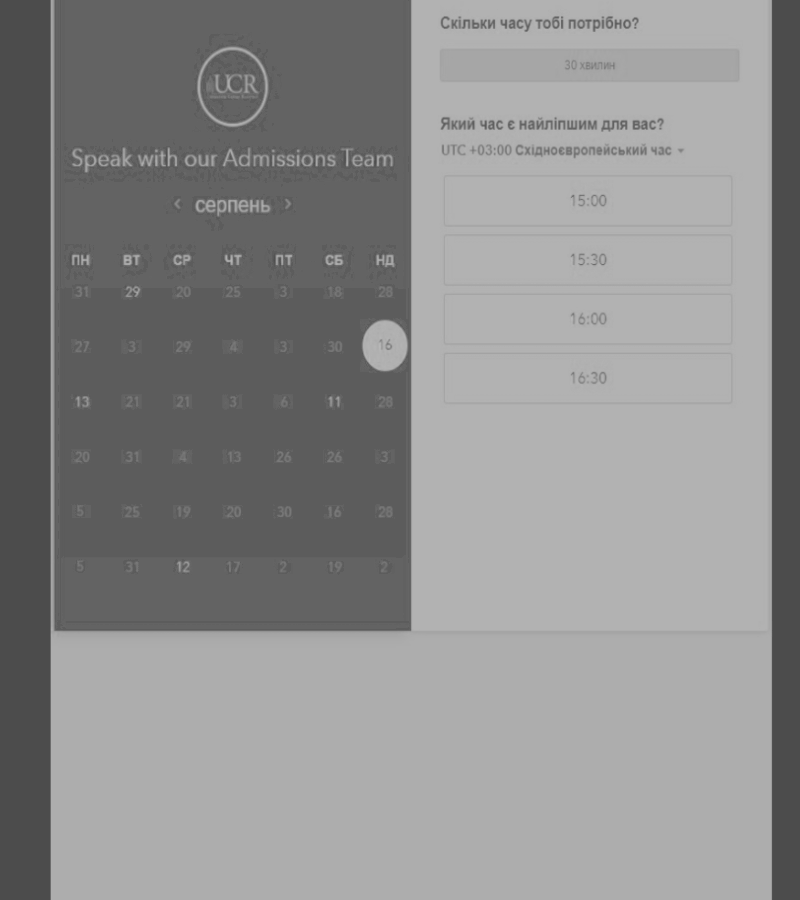 UCR
Speak with our Admissions Team
серпень
ПН ВТ СР ЧТ ПТ СБ НД
31 29 20 25 3 18 28
27 3 29 4 3 30 16
13 21 21 3 6 11 28
20 31 4 13 26 26 3
5 25 19 20 30 16 28
5 31 12 17 2 19 2
Скільки часу тобі потрібно?
30 хвилин
Який час є найліпшим для вас?
UTC +03:00 Східноєвропейський час
15:00
15:30
16:00
16:30